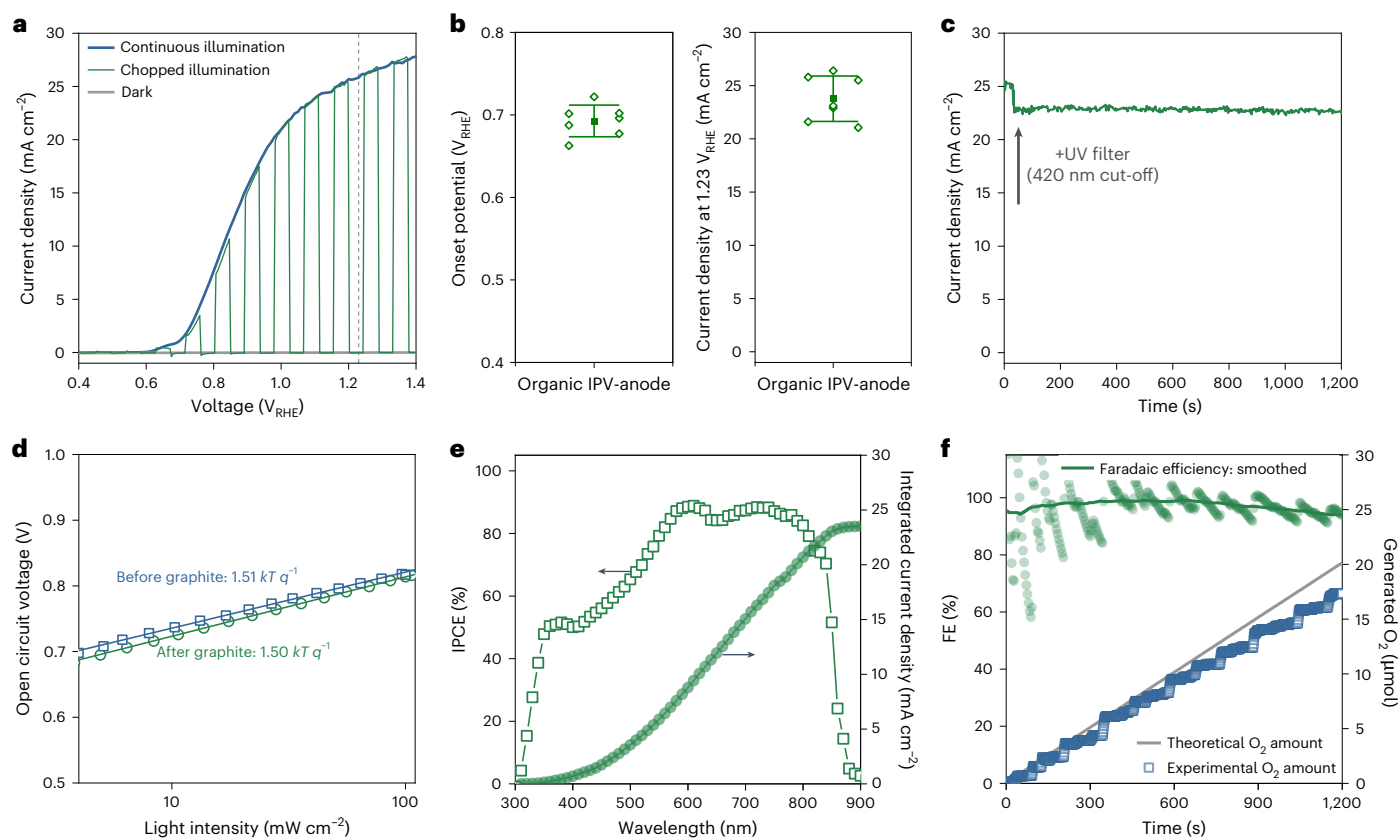 a
30
25
20
15
10
5
0
Current density (mA cm⁻²)
Continuous illumination
Chopped illumination
Dark
0.4 0.6 0.8 1.0 1.2 1.4
Voltage (V_RHE)
b
0.8
0.7
0.6
0.5
0.4
Onset potential (V_RHE)
Organic IPV-anode
30
25
20
15
10
5
0
Current density at 1.23 V_RHE (mA cm⁻²)
Organic IPV-anode
c
30
25
20
15
10
5
0
Current density (mA cm⁻²)
+UV filter
(420 nm cut-off)
0 200 400 600 800 1,000 1,200
Time (s)
d
1.0
0.9
0.8
0.7
0.6
0.5
Open circuit voltage (V)
Before graphite: 1.51 kT q⁻¹
After graphite: 1.50 kT q⁻¹
10 100
Light intensity (mW cm⁻²)
e
100
80
60
40
20
0
IPCE (%)
30
25
20
15
10
5
0
Integrated current density (mA cm⁻²)
300 400 500 600 700 800 900
Wavelength (nm)
f
100
80
60
40
20
0
FE (%)
Faradaic efficiency: smoothed
Theoretical O₂ amount
Experimental O₂ amount
30
25
20
15
10
5
0
Generated O₂ (μmol)
0 300 600 900 1,200
Time (s)